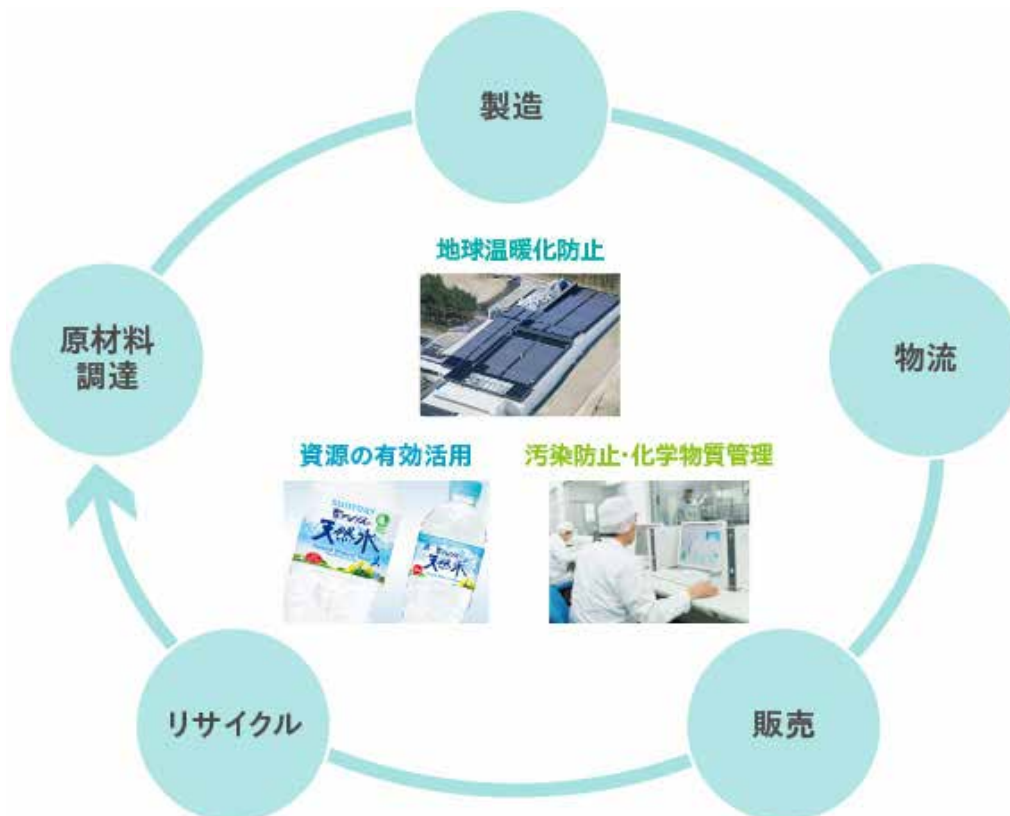 製造
地球温暖化防止
原材料
調達
物流
資源の有効活用
汚染防止・化学物質管理
SUNTORY
天然水
天然水
リサイクル
販売